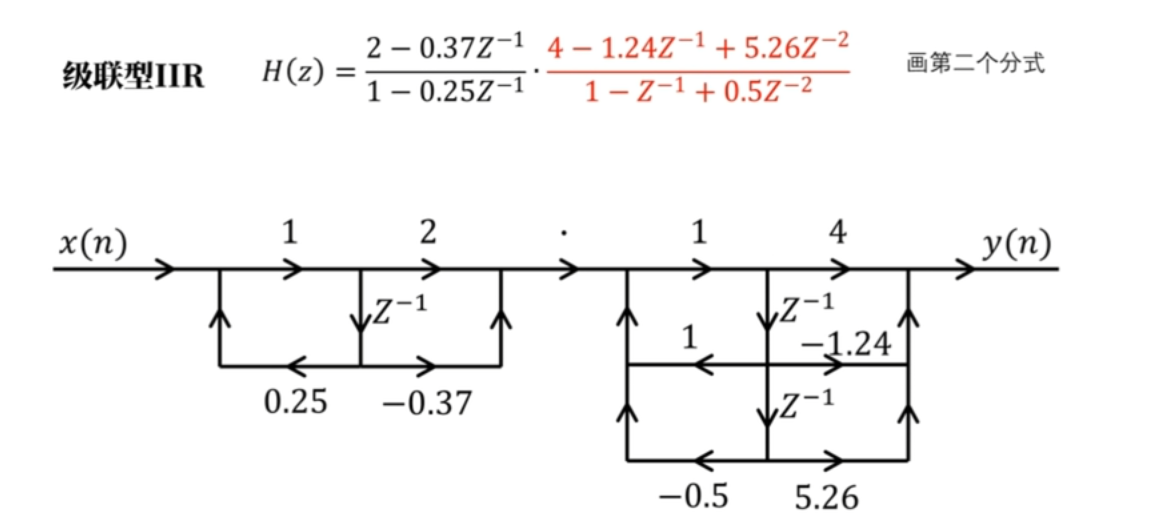 级联型IIR H(z) = \frac{2 − 0.37Z^{−1}}{1 − 0.25Z^{−1}} · \frac{4 − 1.24Z^{−1} + 5.26Z^{−2}}{1 − Z^{−1} + 0.5Z^{−2}} 画第二个分式
x(n) 1 2 · 1 4 y(n)
Z^{−1} Z^{−1}
1 −1.24
0.25 −0.37 Z^{−1}
−0.5 5.26